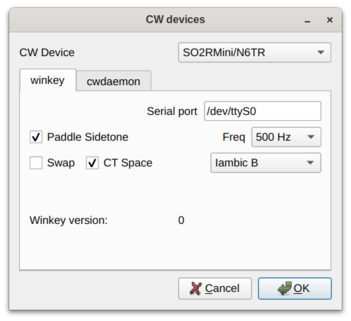 CW devices
CW Device SO2RMini/N6TR
winkey cwdaemon
Serial port /dev/ttyS0
Paddle Sidetone Freq 500 Hz
Swap CT Space Iambic B
Winkey version: 0
Cancel OK